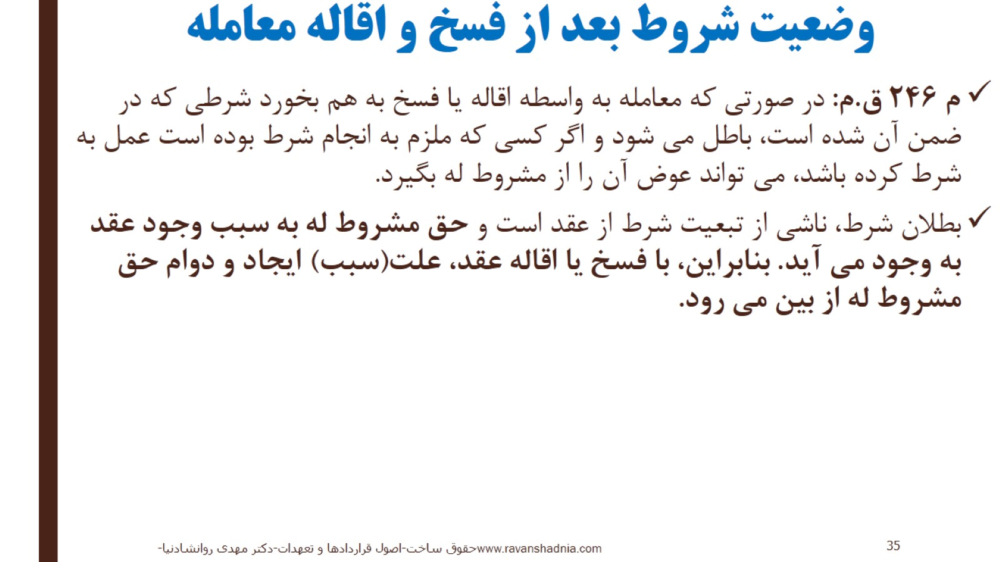 وضعیت شروط بعد از فسخ و اقاله معامله
✓ م ۲۴۶ ق.م: در صورتی که معامله به واسطه اقاله یا فسخ به هم بخورد شرطی که در
ضمن آن شده است، باطل می شود و اگر کسی که ملزم به انجام شرط بوده است عمل به
شرط کرده باشد، می تواند عوض آن را از مشروط له بگیرد.
✓ بطلان شرط، ناشی از تبعیت شرط از عقد است و حق مشروط له به سبب وجود عقد
به وجود می آید. بنابراین، با فسخ یا اقاله عقد، علت(سبب) ایجاد و دوام حق
مشروط له از بین می رود.
www.ravanshadnia.comحقوق ساخت-اصول قراردادها و تعهدات-دکتر مهدی روانشادنیا-
35